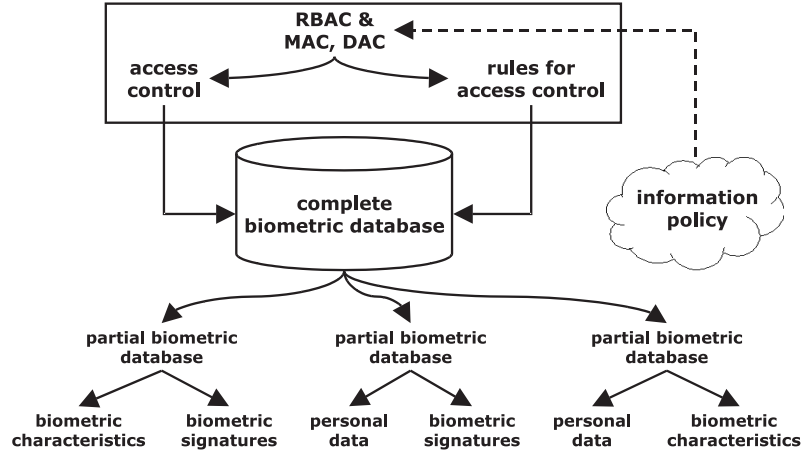 RBAC &
MAC, DAC
access
control
rules for
access control
complete
biometric database
information
policy
partial biometric
database
partial biometric
database
partial biometric
database
biometric
characteristics
biometric
signatures
personal
data
biometric
signatures
personal
data
biometric
characteristics